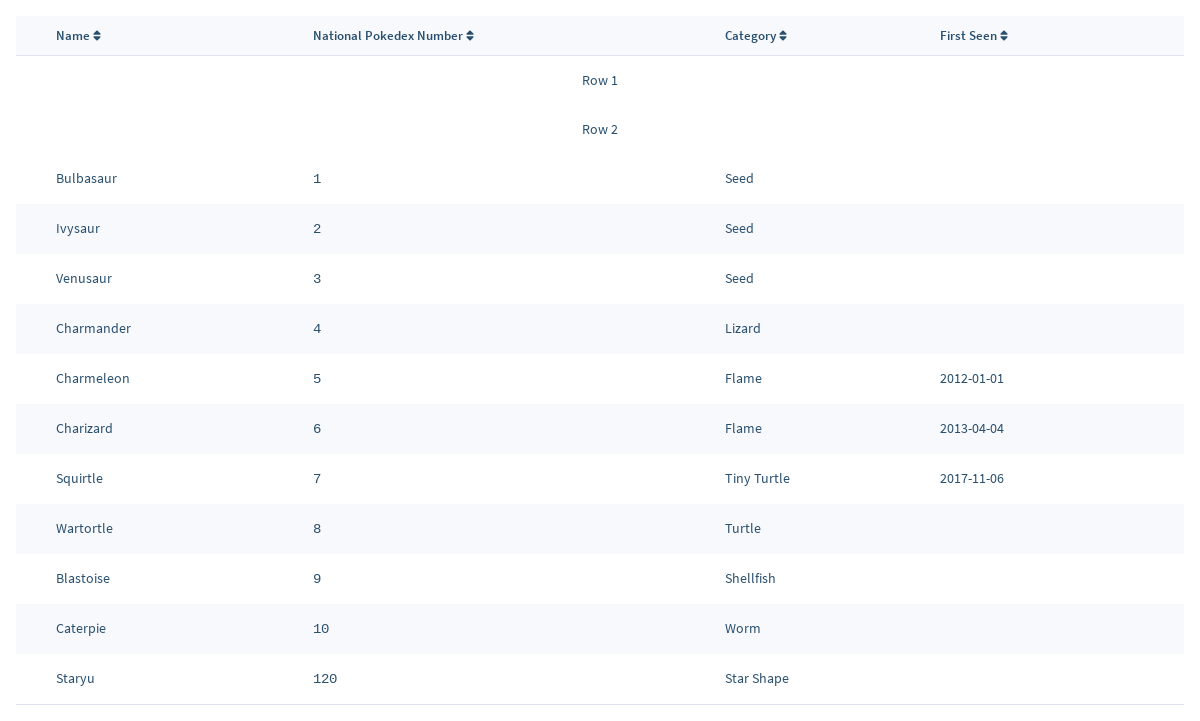 Name National Pokedex Number Category First Seen
Row 1
Row 2
Bulbasaur 1 Seed
Ivysaur 2 Seed
Venusaur 3 Seed
Charmander 4 Lizard
Charmeleon 5 Flame 2012-01-01
Charizard 6 Flame 2013-04-04
Squirtle 7 Tiny Turtle 2017-11-06
Wartortle 8 Turtle
Blastoise 9 Shellfish
Caterpie 10 Worm
Staryu 120 Star Shape